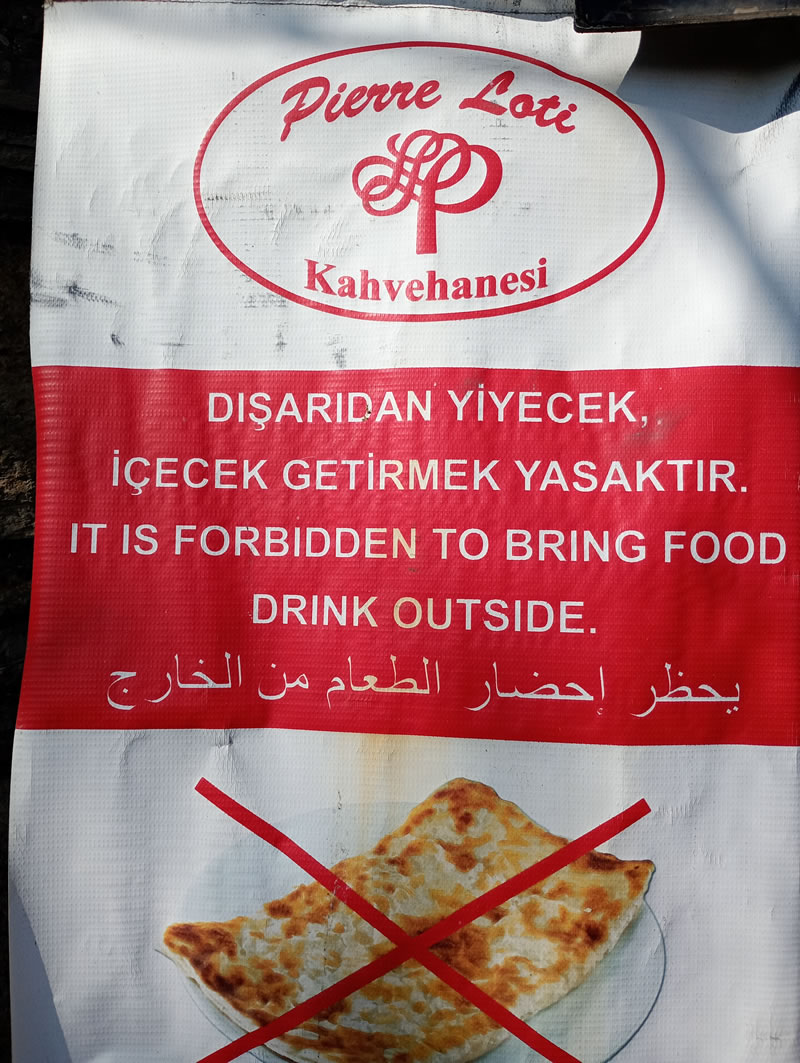 Pierre Loti
Kahvehanesi
DIŞARIDAN YİYECEK,
İÇECEK GETİRMEK YASAKTIR.
IT IS FORBIDDEN TO BRING FOOD
DRINK OUTSIDE.
يحظر إحضار الطعام من الخارج